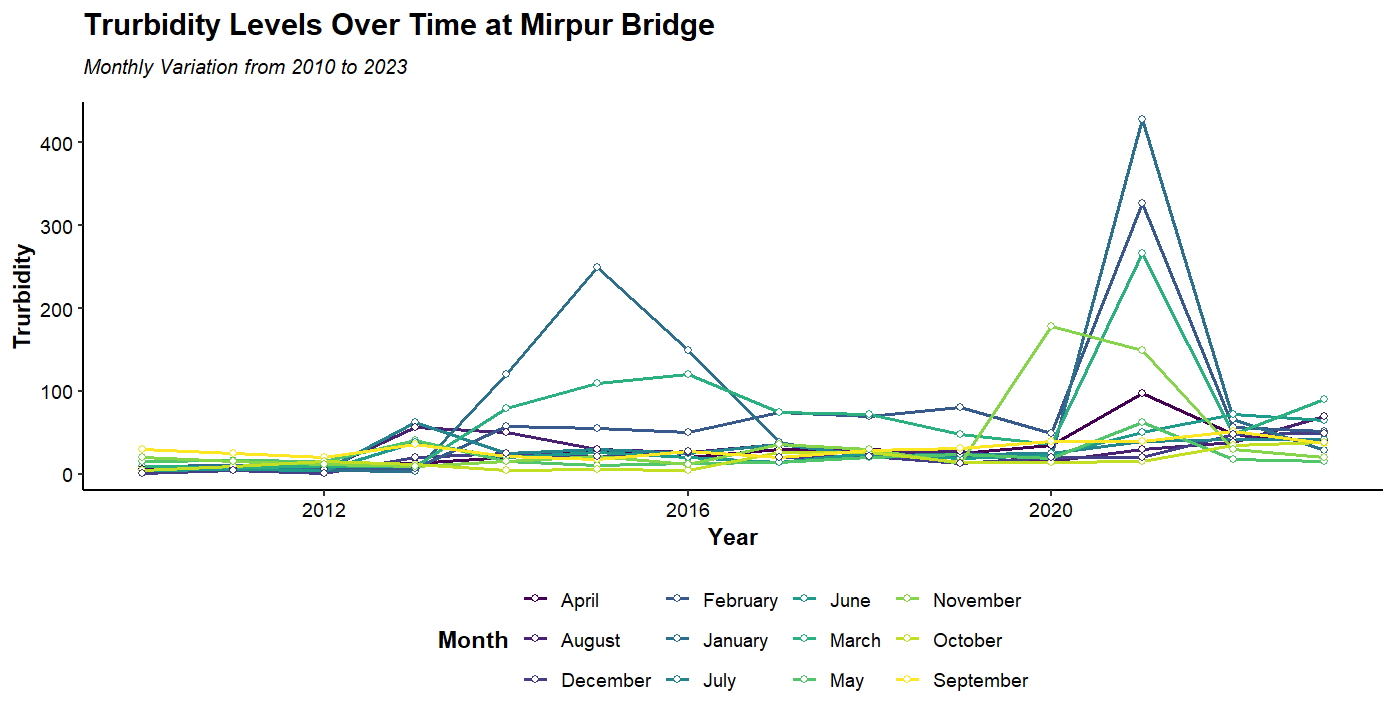 Trurbidity Levels Over Time at Mirpur Bridge
Monthly Variation from 2010 to 2023
400
300
200
100
0
Trurbidity
2012 2016 2020
Year
Month
April February June November
August January March October
December July May September